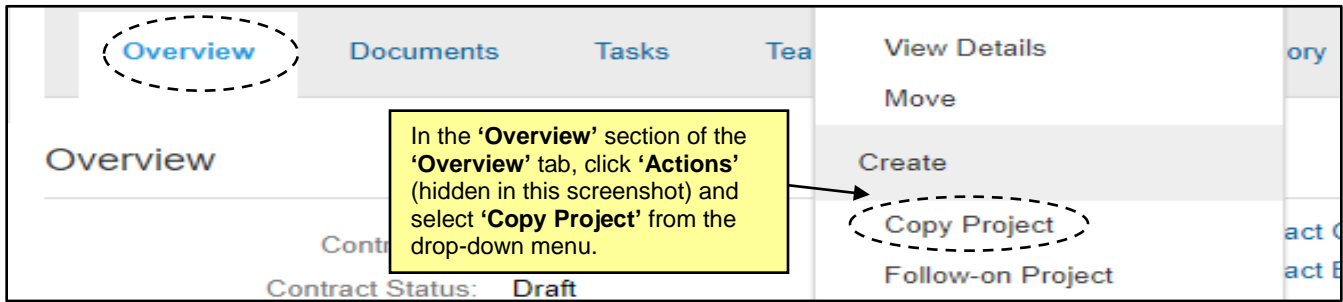 Overview Documents Tasks Tea View Details ory
Move
In the ‘Overview’ section of the
‘Overview’ tab, click ‘Actions’
(hidden in this screenshot) and
select ‘Copy Project’ from the
drop-down menu.
Overview Create
Copy Project
Contr act
Follow-on Project
Contract Status: Draft act